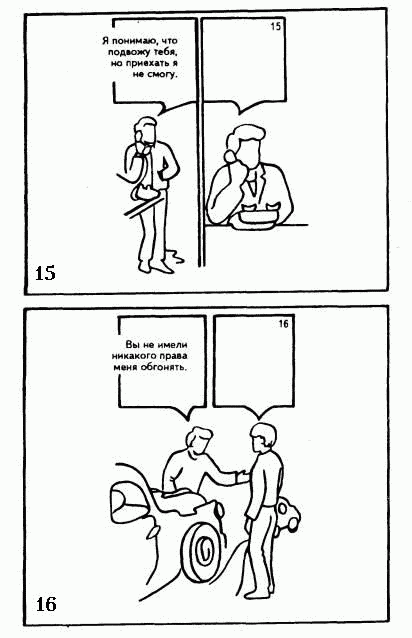 Я понимаю, что
подвожу тебя,
но приехать я
не смогу.
15
15
Вы не имели
никакого права
меня обгонять.
16
16